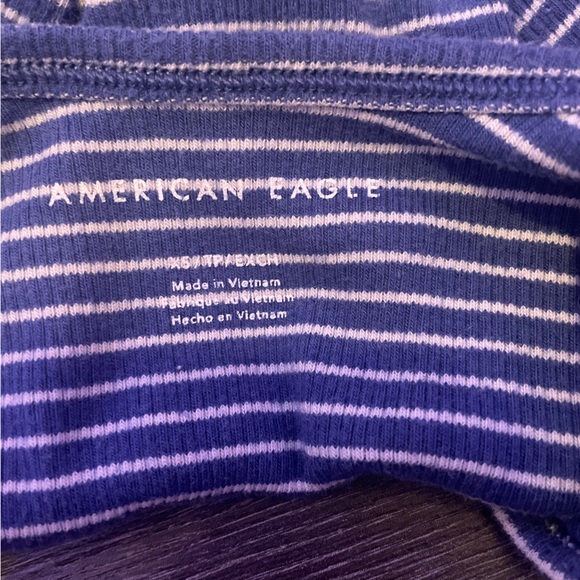 AMERICAN EAGLE
XS/TP/EXCH
Made in Vietnam
Fabriqué au Vietnam
Hecho en Vietnam